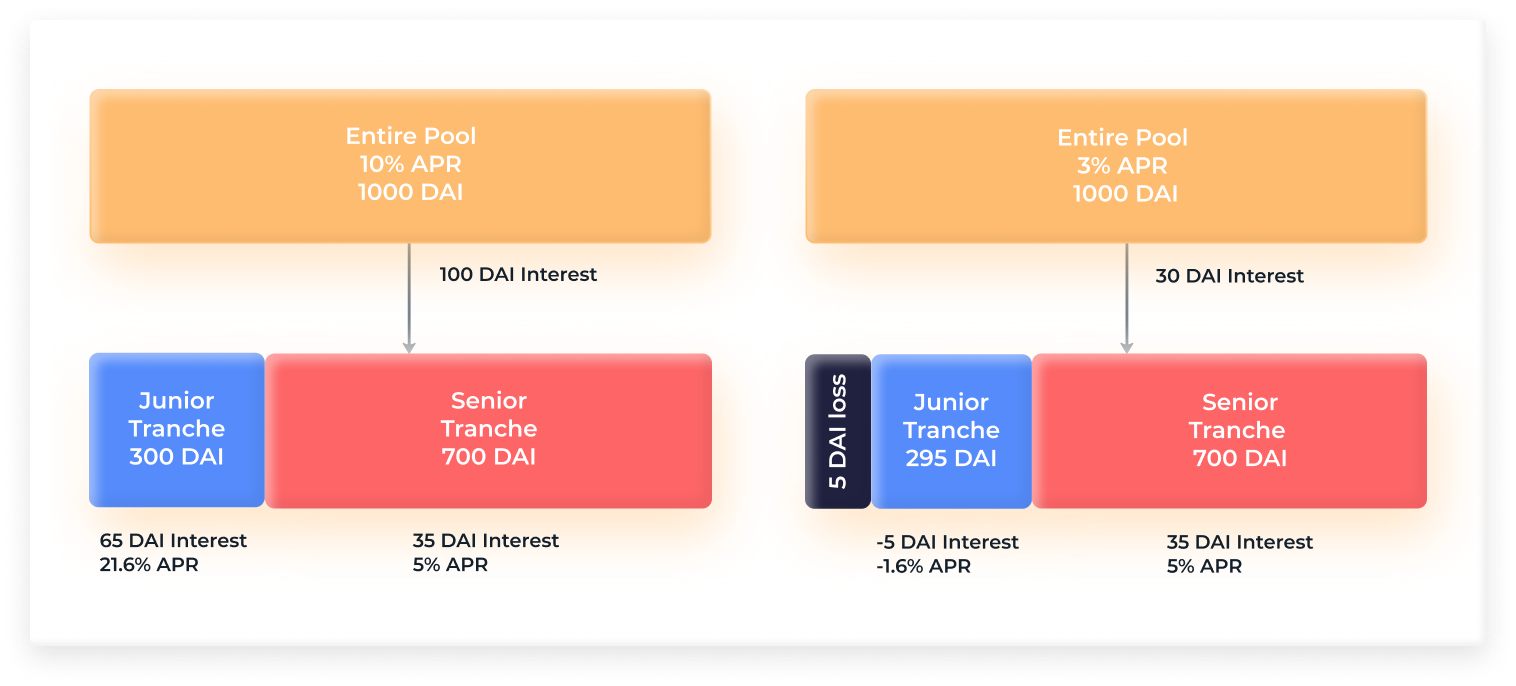 Entire Pool
10% APR
1000 DAI
100 DAI Interest
Junior
Tranche
300 DAI
Senior
Tranche
700 DAI
65 DAI Interest
21.6% APR
35 DAI Interest
5% APR
Entire Pool
3% APR
1000 DAI
30 DAI Interest
5 DAI loss
Junior
Tranche
295 DAI
Senior
Tranche
700 DAI
-5 DAI Interest
-1.6% APR
35 DAI Interest
5% APR